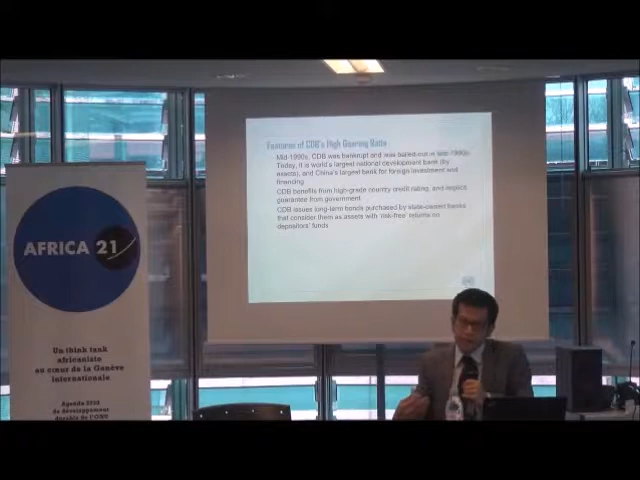 Features of CDB's High Gearing Ratio
Mid-1990s, CDB was bankrupt and was bailed out in late-1990s.
Today, it is world's largest national development bank (by
assets), and China's largest bank for foreign investment and
financing
CDB benefits from high-grade country credit rating, and implicit
guarantee from government
CDB issues long-term bonds purchased by state-owned banks
that consider them as assets with 'risk-free' returns on
depositors' funds
AFRICA 21
Un think tank
africaniste
au cœur de la Genève
internationale
Agenda 2030
de développement
durable de l'ONU